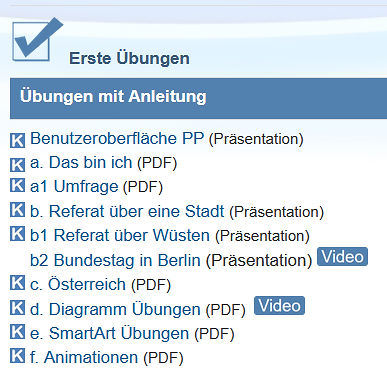 Erste Übungen
Übungen mit Anleitung
K Benutzeroberfläche PP (Präsentation)
K a. Das bin ich (PDF)
K a1 Umfrage (PDF)
K b. Referat über eine Stadt (Präsentation)
K b1 Referat über Wüsten (Präsentation)
b2 Bundestag in Berlin (Präsentation) Video
K c. Österreich (PDF)
K d. Diagramm Übungen (PDF) Video
K e. SmartArt Übungen (PDF)
K f. Animationen (PDF)